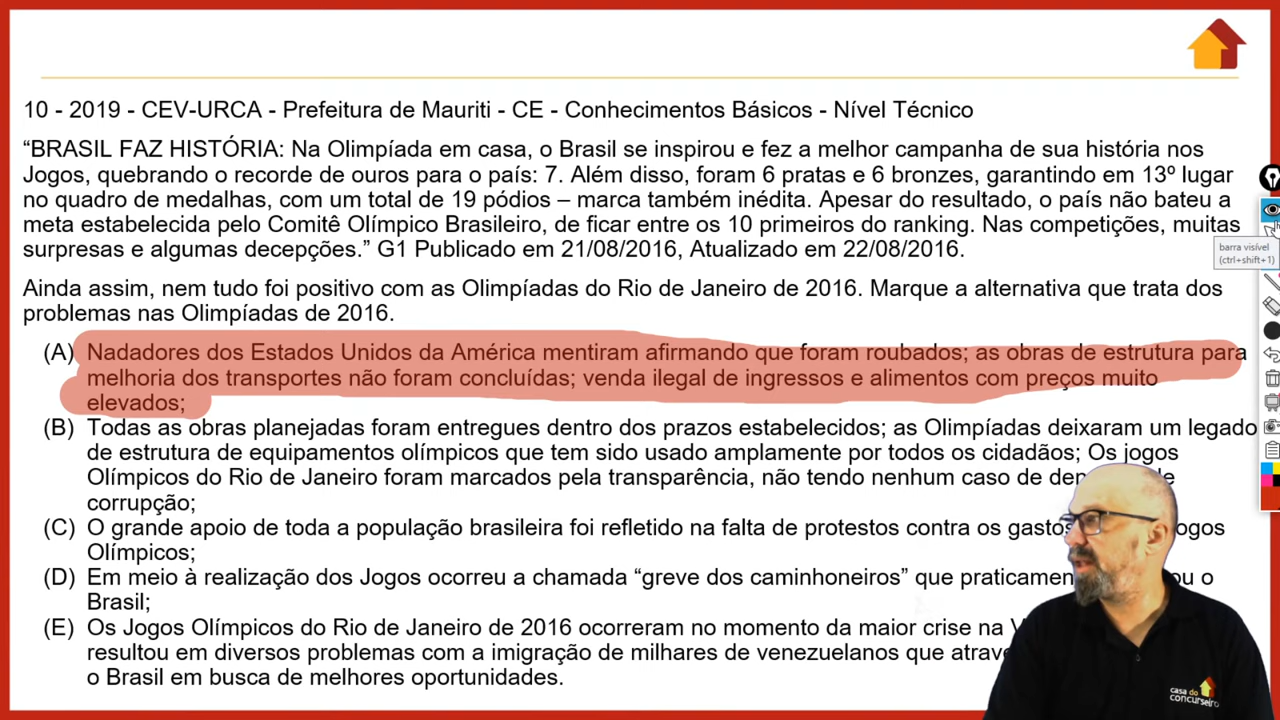 10 - 2019 - CEV-URCA - Prefeitura de Mauriti - CE - Conhecimentos Básicos - Nível Técnico
“BRASIL FAZ HISTÓRIA: Na Olimpíada em casa, o Brasil se inspirou e fez a melhor campanha de sua história nos
Jogos, quebrando o recorde de ouros para o país: 7. Além disso, foram 6 pratas e 6 bronzes, garantindo em 13º lugar
no quadro de medalhas, com um total de 19 pódios – marca também inédita. Apesar do resultado, o país não bateu a
meta estabelecida pelo Comitê Olímpico Brasileiro, de ficar entre os 10 primeiros do ranking. Nas competições, muitas
surpresas e algumas decepções.” G1 Publicado em 21/08/2016, Atualizado em 22/08/2016.
barra visível
(ctrl+shift+1)
Ainda assim, nem tudo foi positivo com as Olimpíadas do Rio de Janeiro de 2016. Marque a alternativa que trata dos
problemas nas Olimpíadas de 2016.
(A) Nadadores dos Estados Unidos da América mentiram afirmando que foram roubados; as obras de estrutura para
melhoria dos transportes não foram concluídas; venda ilegal de ingressos e alimentos com preços muito
elevados;
(B) Todas as obras planejadas foram entregues dentro dos prazos estabelecidos; as Olimpíadas deixaram um legado
de estrutura de equipamentos olímpicos que tem sido usado amplamente por todos os cidadãos; Os jogos
Olímpicos do Rio de Janeiro foram marcados pela transparência, não tendo nenhum caso de
corrupção;
(C) O grande apoio de toda a população brasileira foi refletido na falta de protestos contra os
Olímpicos;
(D) Em meio à realização dos Jogos ocorreu a chamada “greve dos caminhoneiros” que o
Brasil;
(E) Os Jogos Olímpicos do Rio de Janeiro de 2016 ocorreram no momento da maior crise na
resultou em diversos problemas com a imigração de milhares de venezuelanos que
o Brasil em busca de melhores oportunidades.
casa do
concurseiro